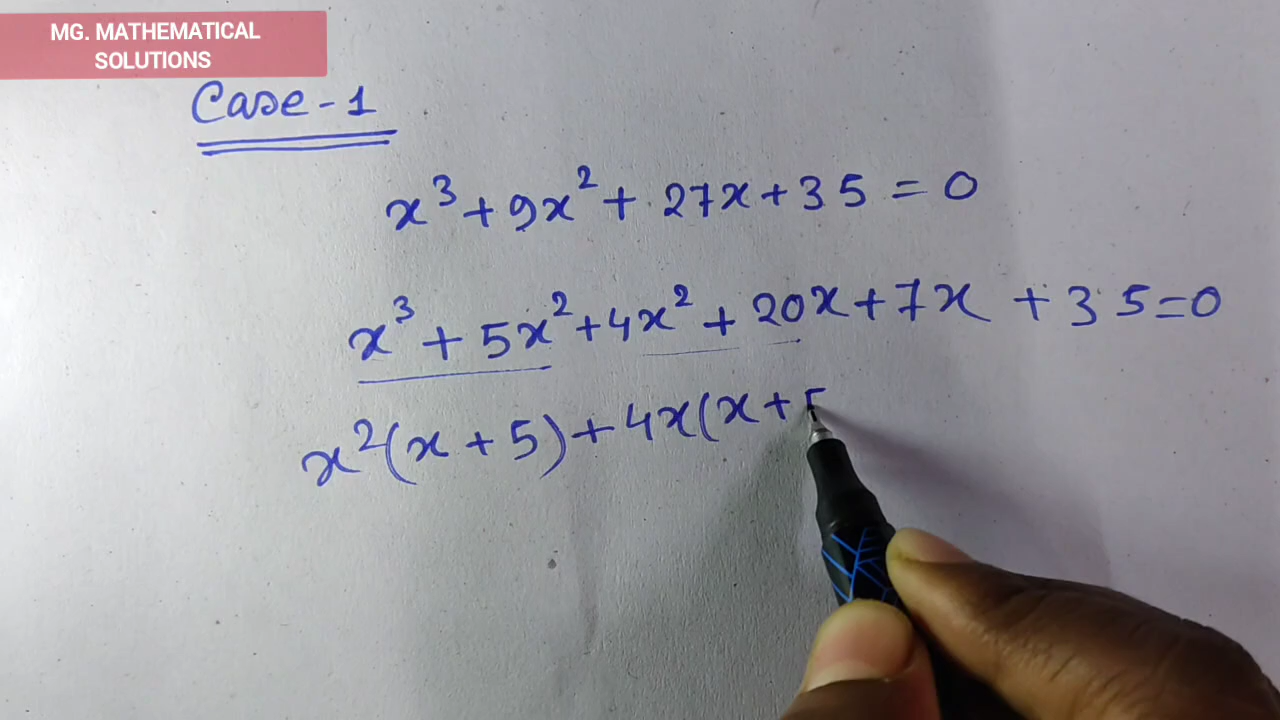 MG. MATHEMATICAL
SOLUTIONS
Case-1
x³+9x²+27x+35=0
x³+5x²+4x²+20x+7x+35=0
x²(x+5)+4x(x+5